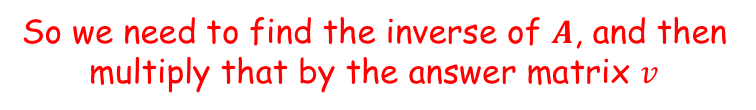 So we need to find the inverse of A, and then
multiply that by the answer matrix v